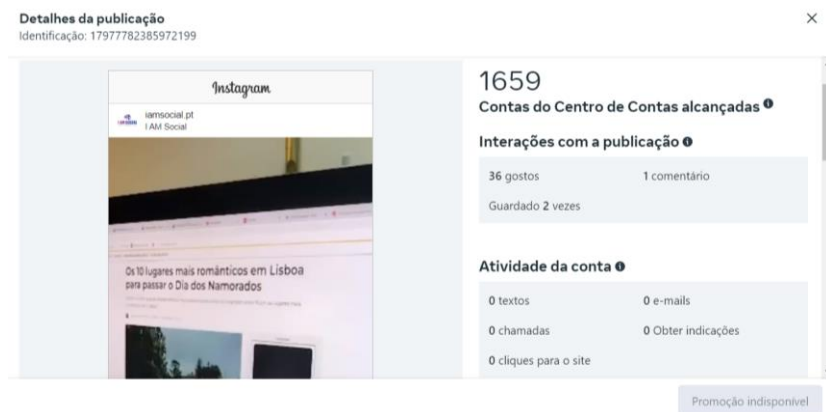 Detalhes da publicação
Identificação: 17977782385972199
Instagram
iamsocial.pt
I AM Social
Os 10 lugares mais românticos em Lisboa
para passar o Dia dos Namorados
1659
Contas do Centro de Contas alcançadas
Interações com a publicação
36 gostos
1 comentário
Guardado 2 vezes
Atividade da conta
0 textos
0 e-mails
0 chamadas
0 Obter indicações
0 cliques para o site
Promoção indisponível